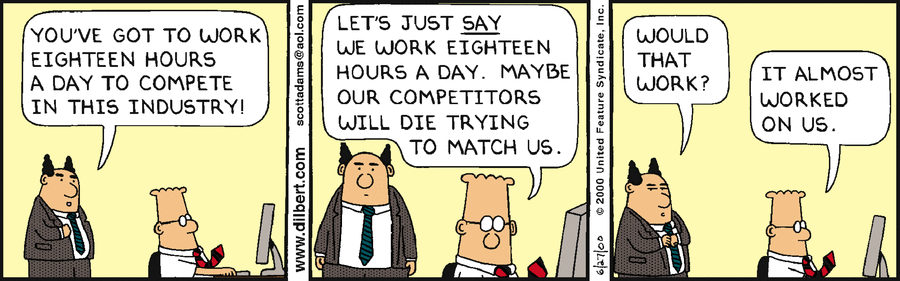 YOU'VE GOT TO WORK
EIGHTEEN HOURS
A DAY TO COMPETE
IN THIS INDUSTRY!
www.dilbert.com
scottadams@aol.com
LET'S JUST SAY
WE WORK EIGHTEEN
HOURS A DAY. MAYBE
OUR COMPETITORS
WILL DIE TRYING
TO MATCH US.
6/27/00 © 2000 United Feature Syndicate, Inc.
WOULD
THAT
WORK?
IT ALMOST
WORKED
ON US.